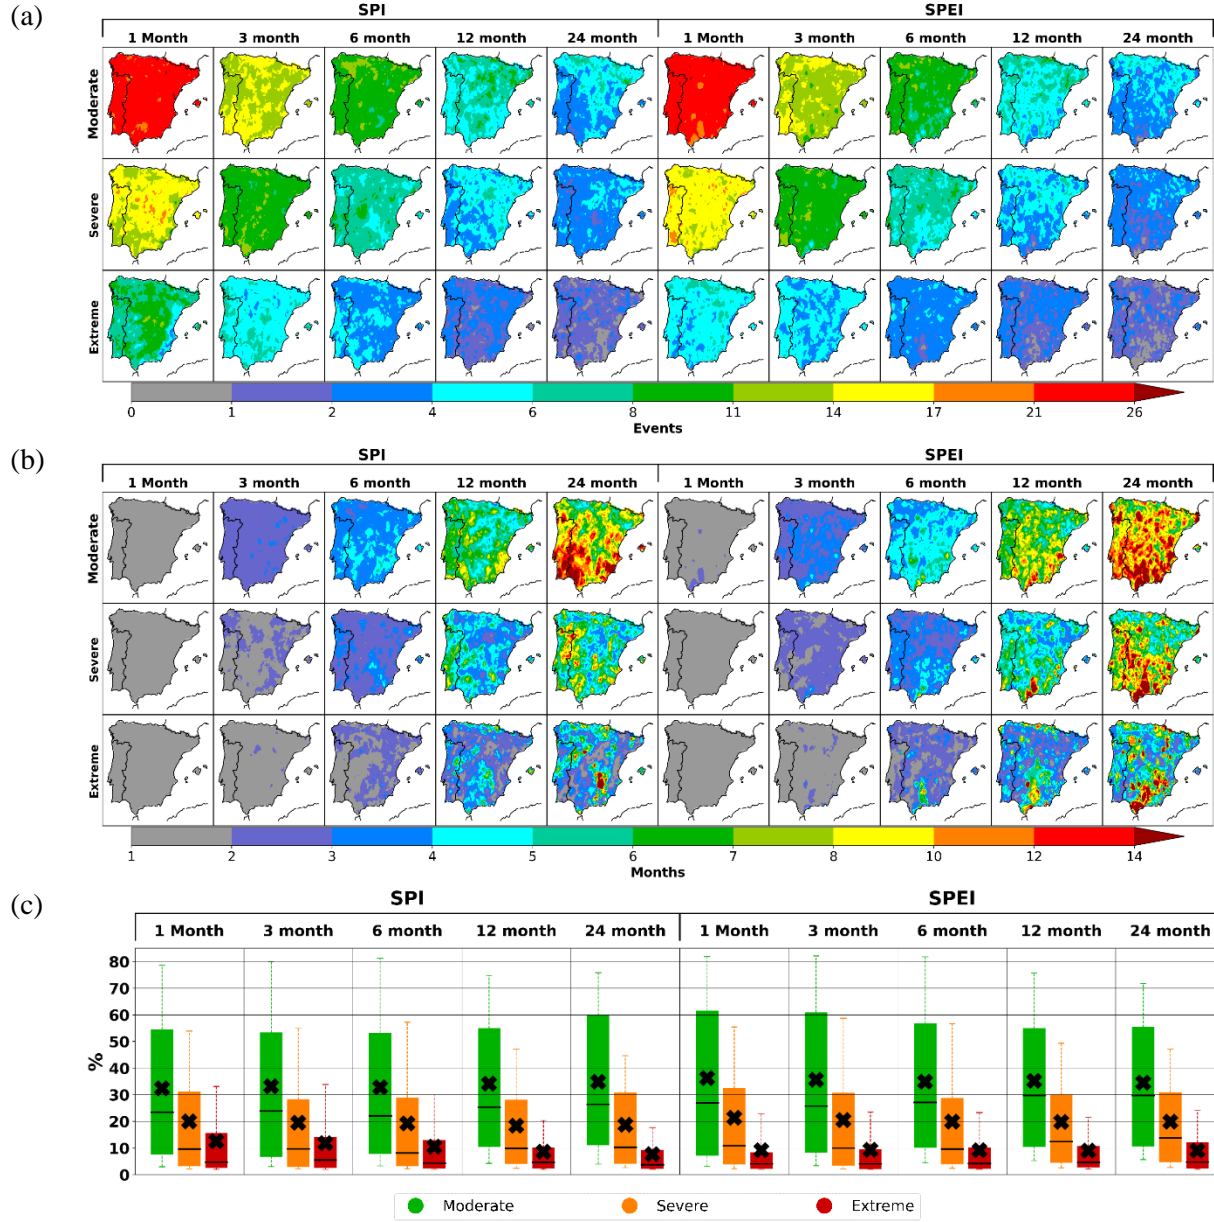 (a)
SPI SPEI
1 Month 3 month 6 month 12 month 24 month 1 Month 3 month 6 month 12 month 24 month
Moderate
Severe
Extreme
0 1 2 4 6 8 11 14 17 21 26
Events
(b)
SPI SPEI
1 Month 3 month 6 month 12 month 24 month 1 Month 3 month 6 month 12 month 24 month
Moderate
Severe
Extreme
1 2 3 4 5 6 7 8 10 12 14
Months
(c)
SPI SPEI
1 Month 3 month 6 month 12 month 24 month 1 Month 3 month 6 month 12 month 24 month
80
70
60
50
40
30
20
10
0
%
Moderate Severe Extreme